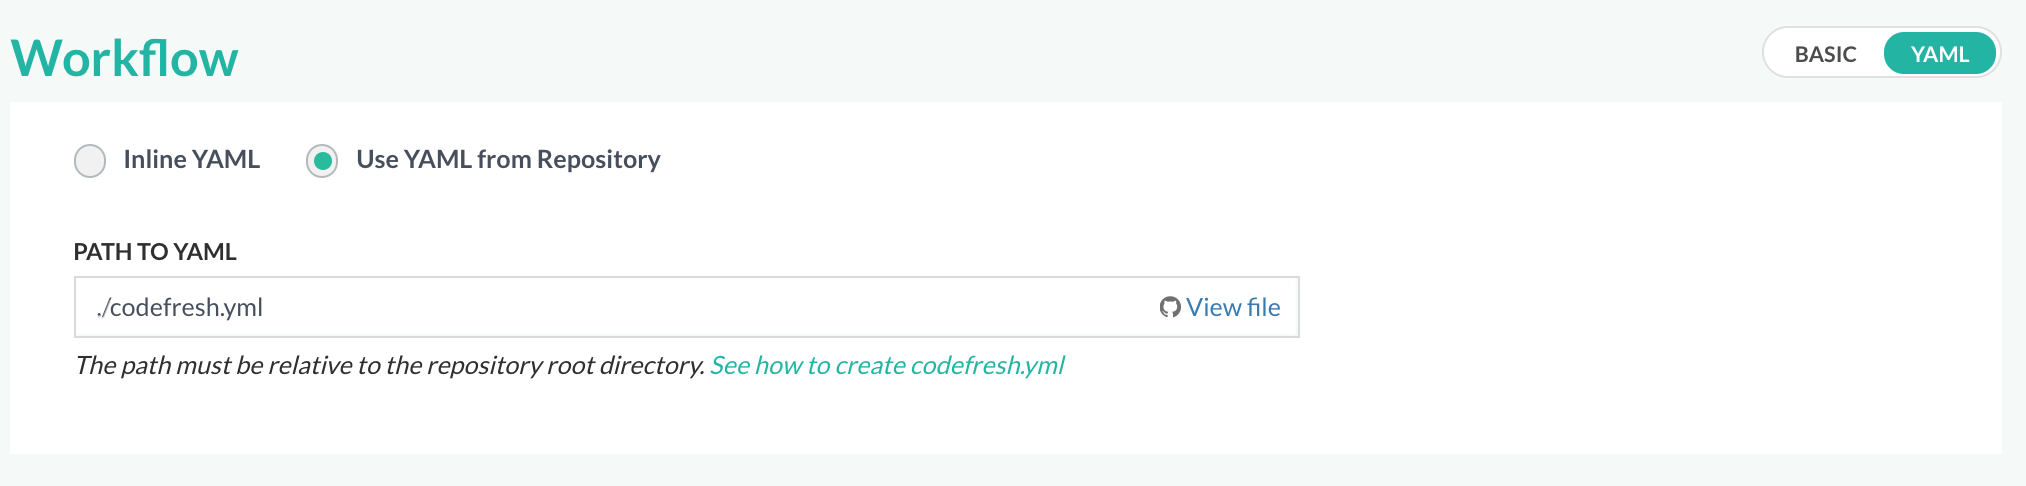 Workflow
BASIC YAML
Inline YAML Use YAML from Repository
PATH TO YAML
./codefresh.yml View file
The path must be relative to the repository root directory. See how to create codefresh.yml